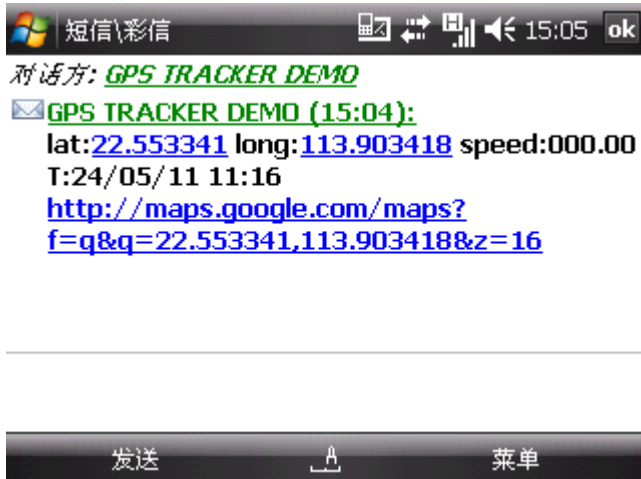 短信\彩信 15:05 ok
对话方: GPS TRACKER DEMO
GPS TRACKER DEMO (15:04):
lat:22.553341 long:113.903418 speed:000.00
T:24/05/11 11:16
http://maps.google.com/maps?
f=q&q=22.553341,113.903418&z=16
发送 A 菜单